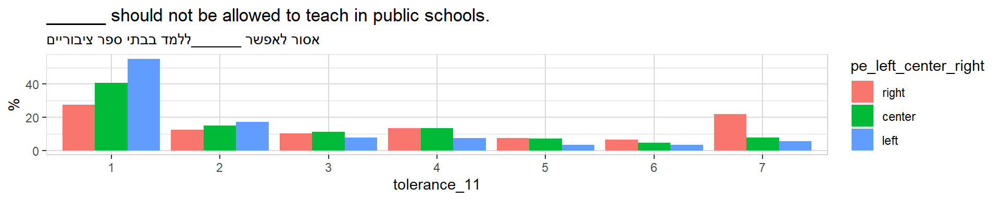 ______ should not be allowed to teach in public schools.
אסור לאפשר _______ללמד בבתי ספר ציבוריים
%
40
20
0
1 2 3 4 5 6 7
tolerance_11
pe_left_center_right
right
center
left